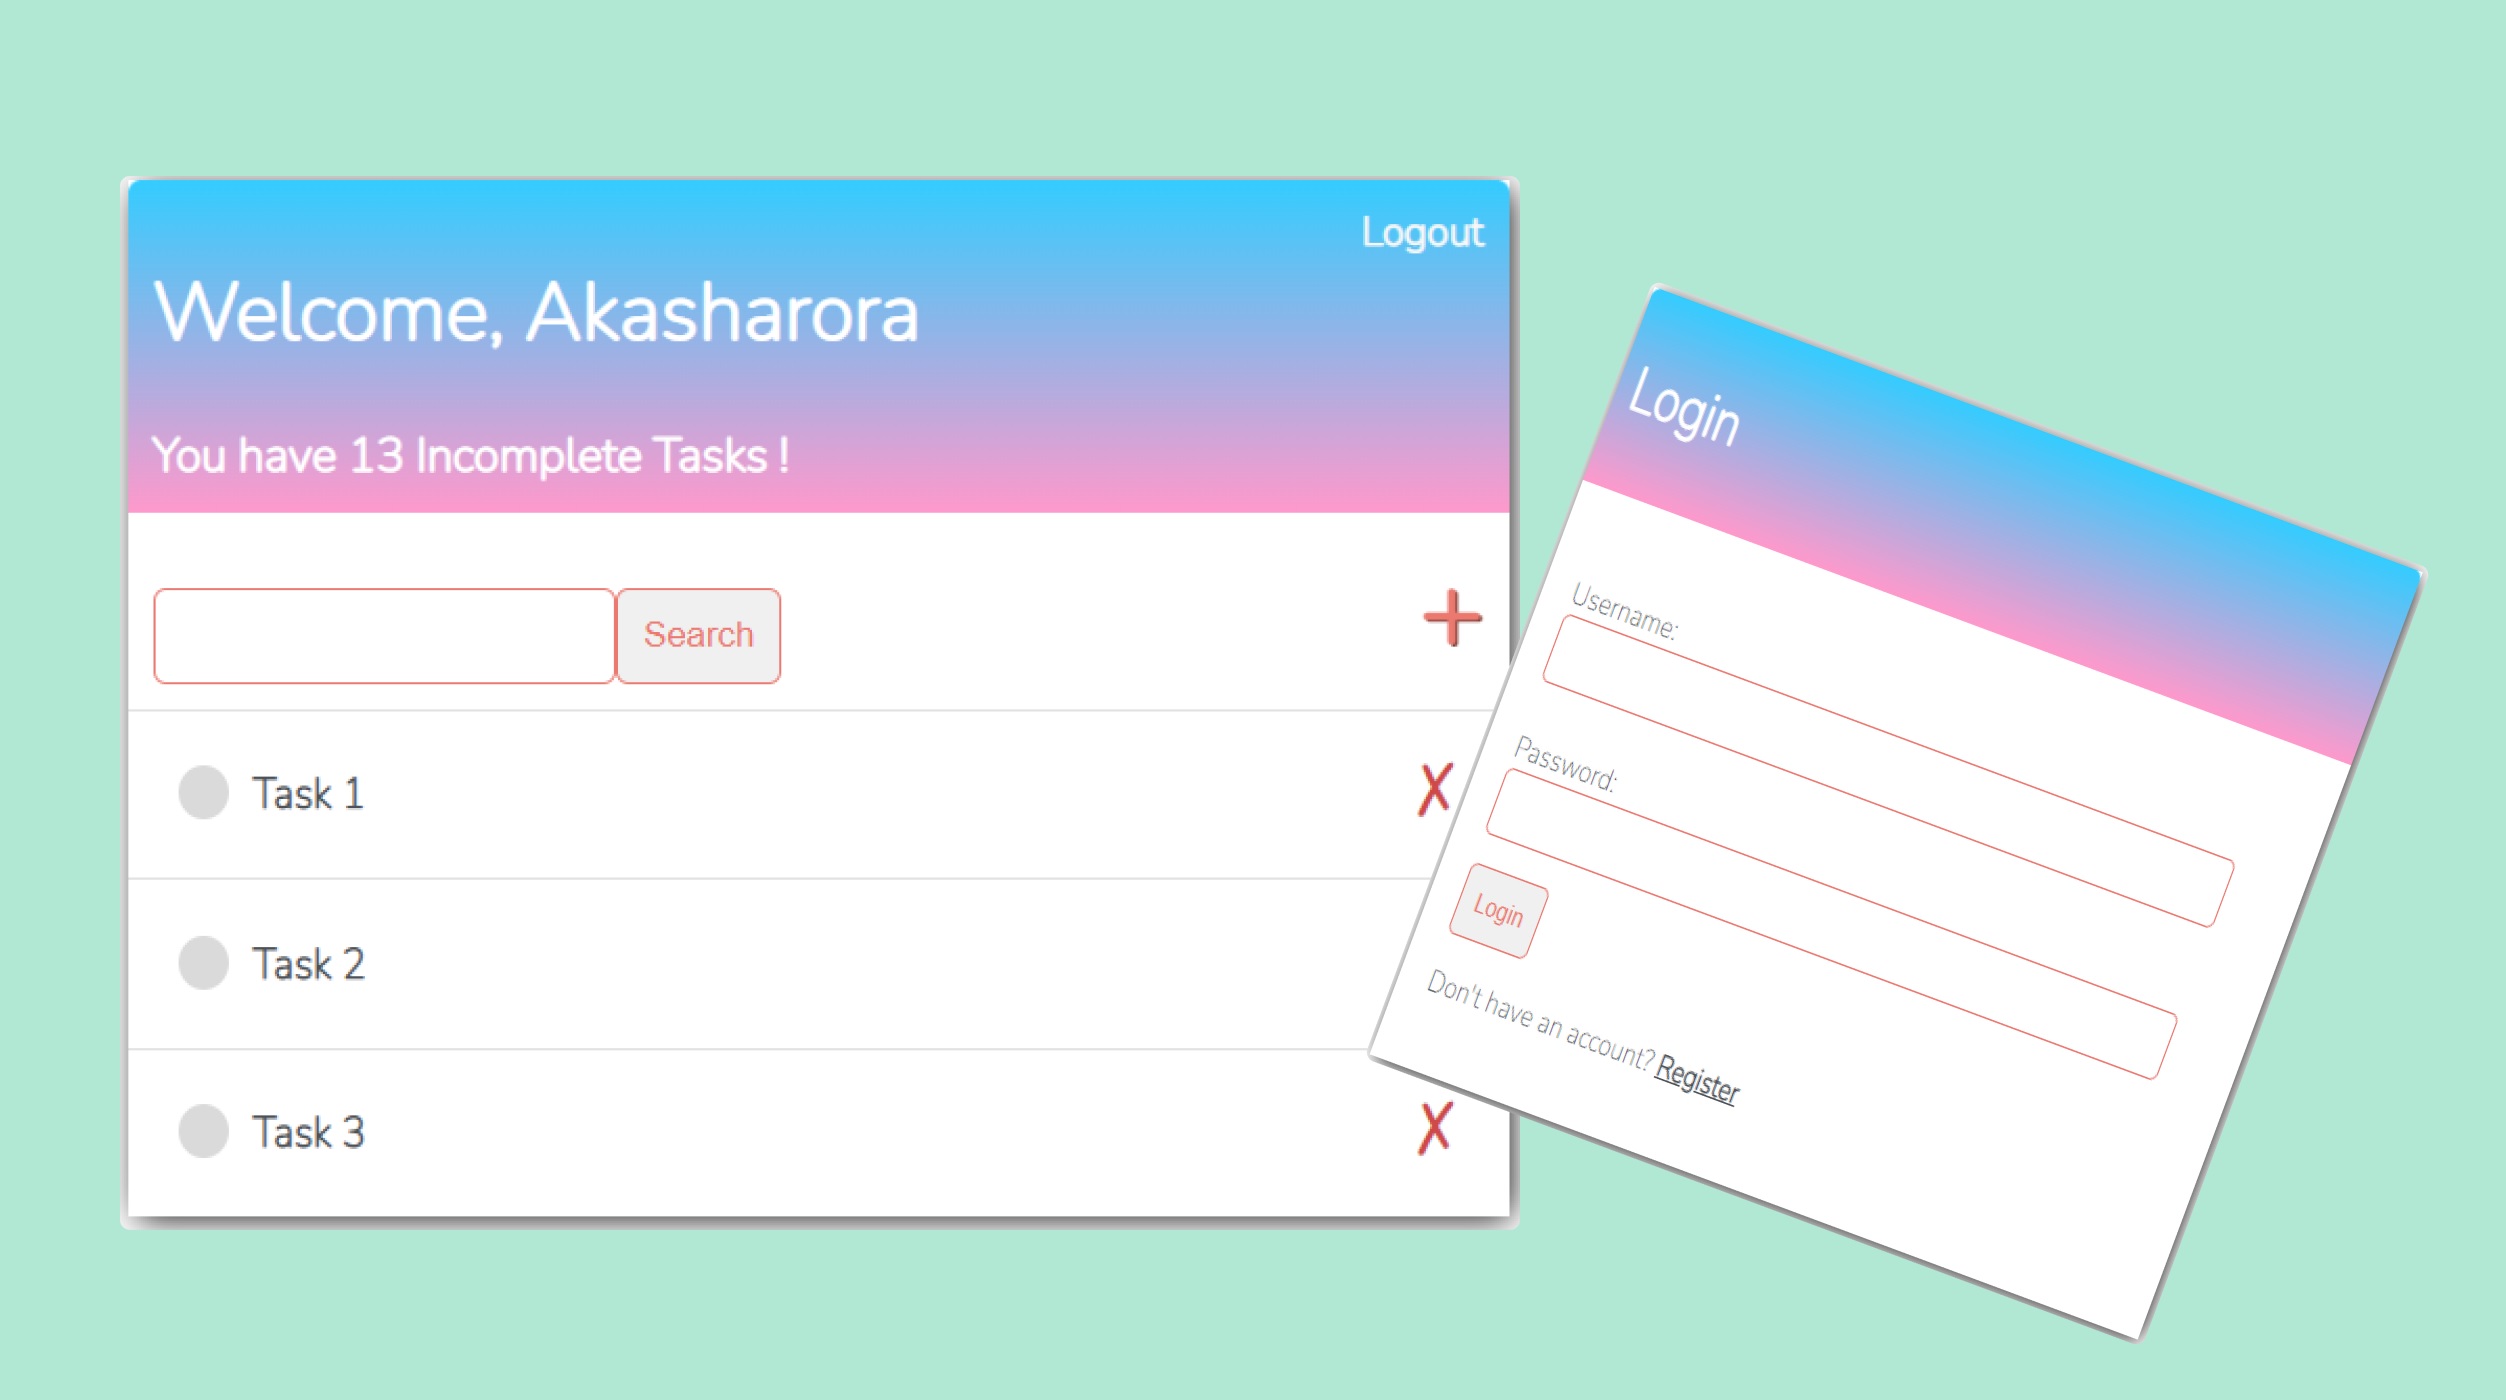 Logout
Welcome, Akasharora
You have 13 Incomplete Tasks !
Search
Task 1
X
Task 2
Task 3
X
Login
Username:
Password:
Login
Don't have an account? Register